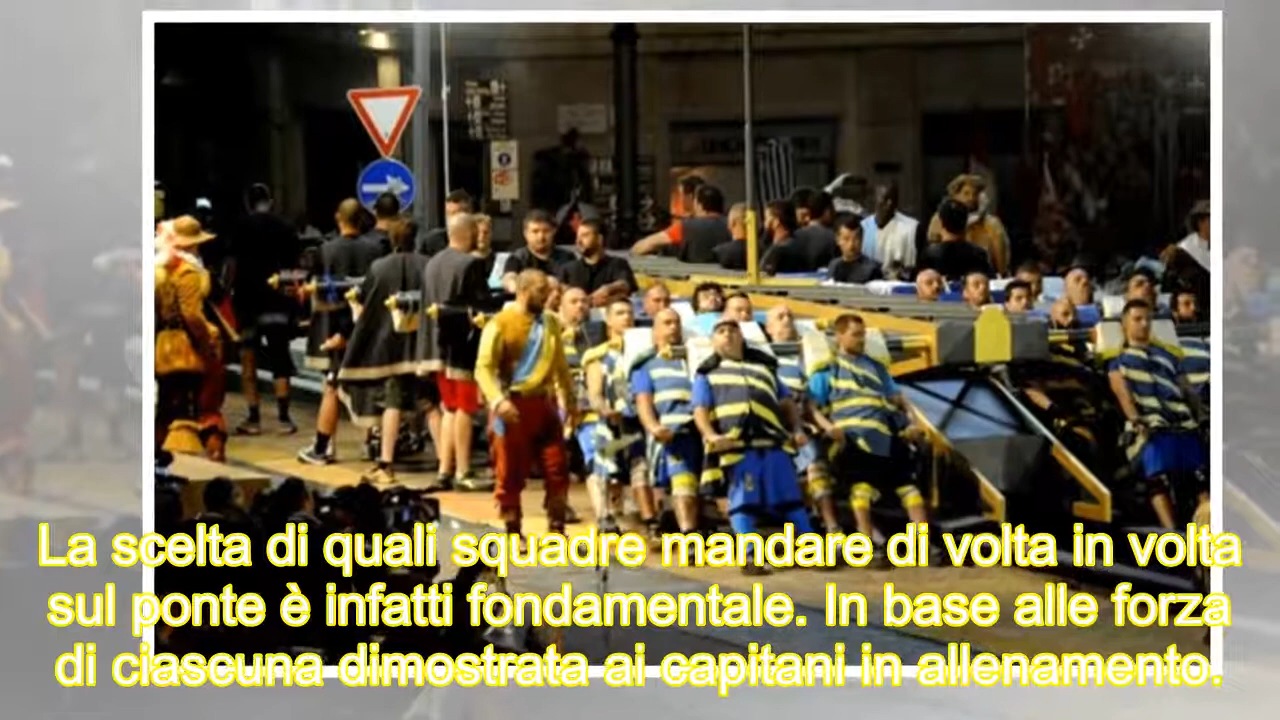 La scelta di quali squadre mandare di volta in volta
sul ponte è infatti fondamentale. In base alle forza
di ciascuna dimostrata ai capitani in allenamento.